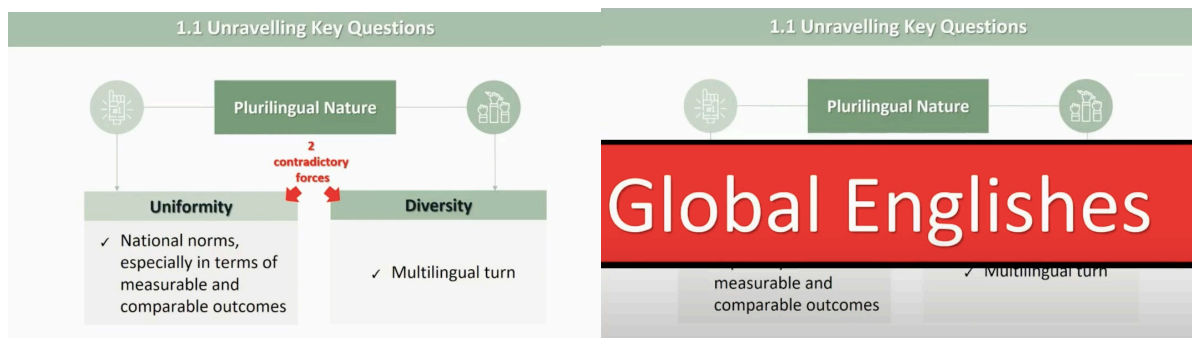 1.1 Unravelling Key Questions
Plurilingual Nature
2
contradictory
forces
Uniformity
✓ National norms,
especially in terms of
measurable and
comparable outcomes
Diversity
✓ Multilingual turn
1.1 Unravelling Key Questions
Plurilingual Nature
Global Englishes
measurable and
comparable outcomes
✓ Multilingual turn